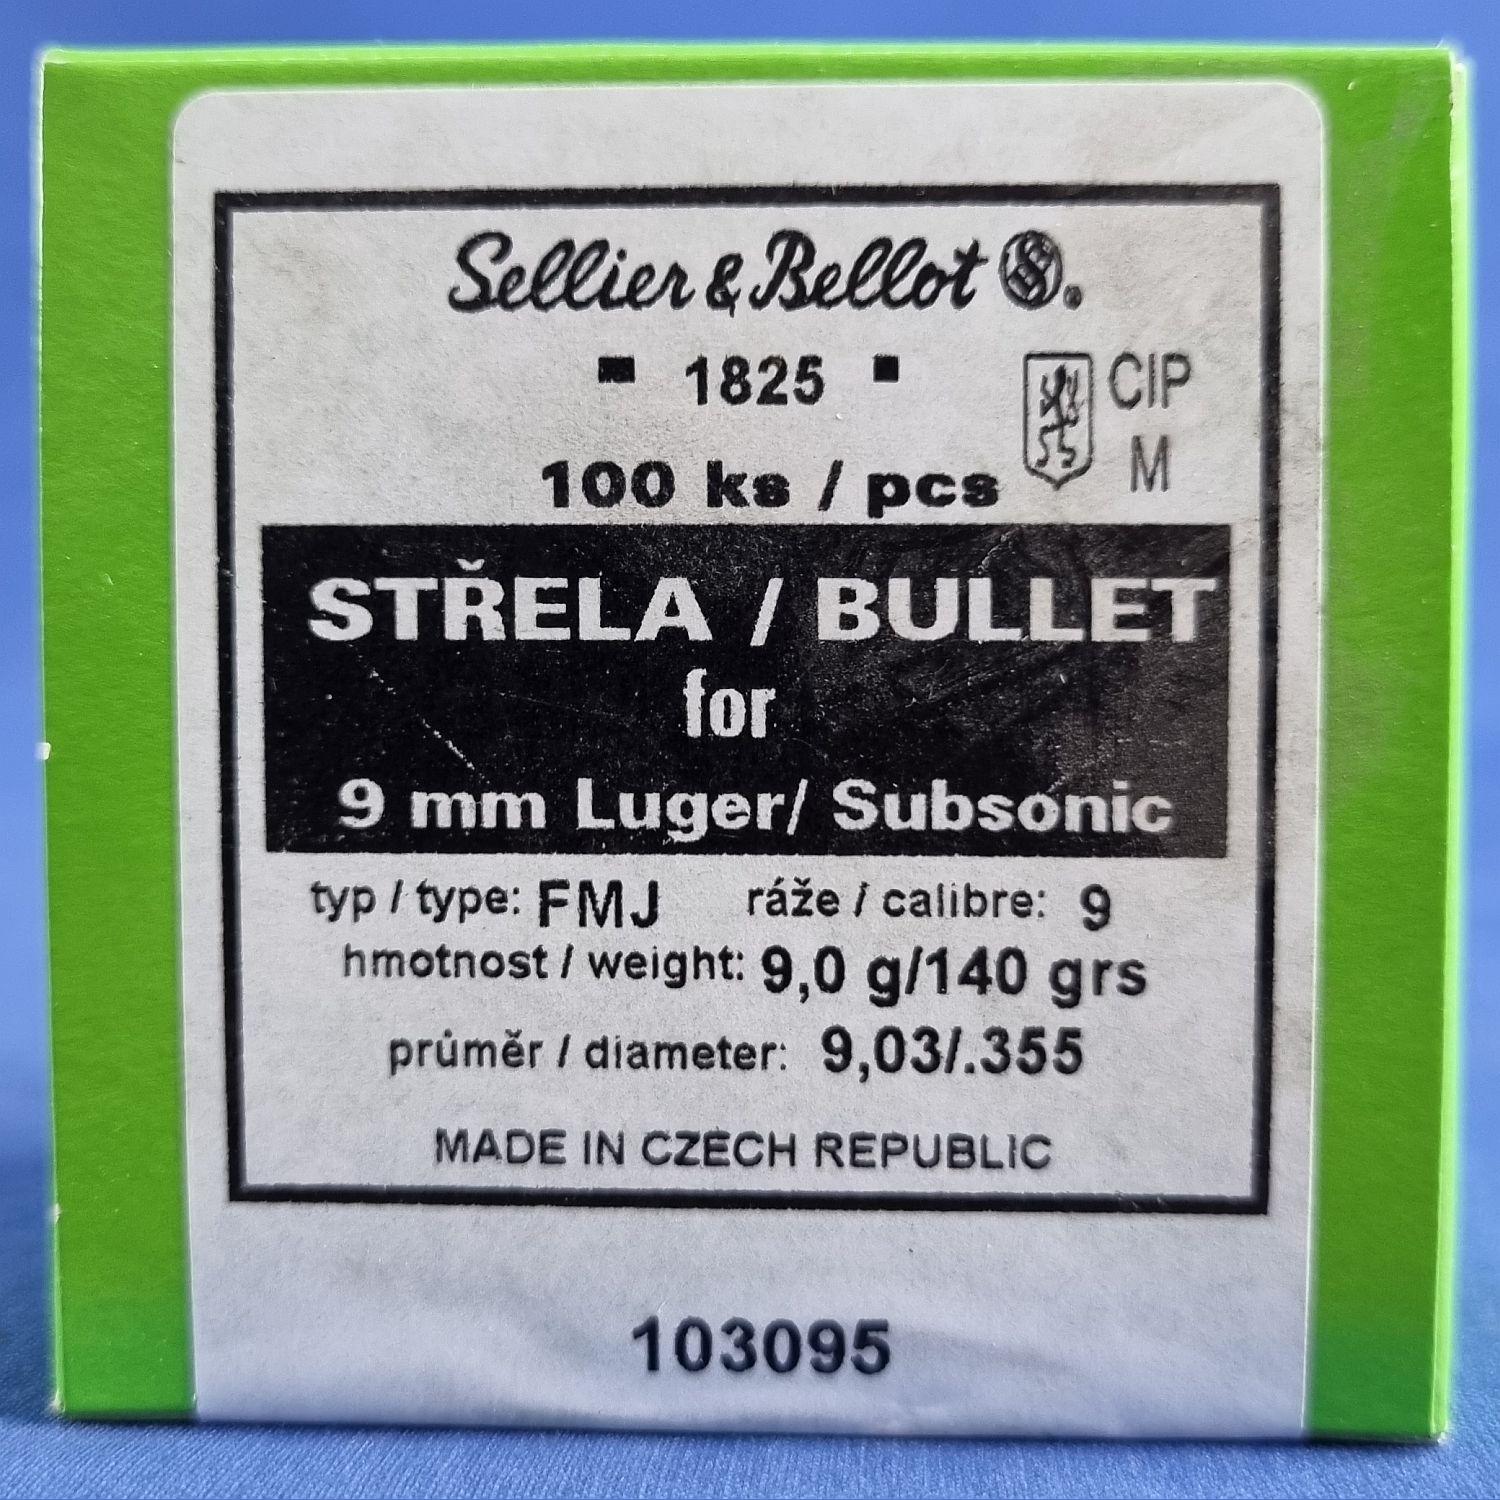 Sellier & Bellot S.
1825
CIP
M
100 ks / pcs
STŘELA / BULLET
for
9 mm Luger/ Subsonic
typ / type: FMJ ráže / calibre: 9
hmotnost / weight: 9,0 g/140 grs
průměr / diameter: 9,03/.355
MADE IN CZECH REPUBLIC
103095